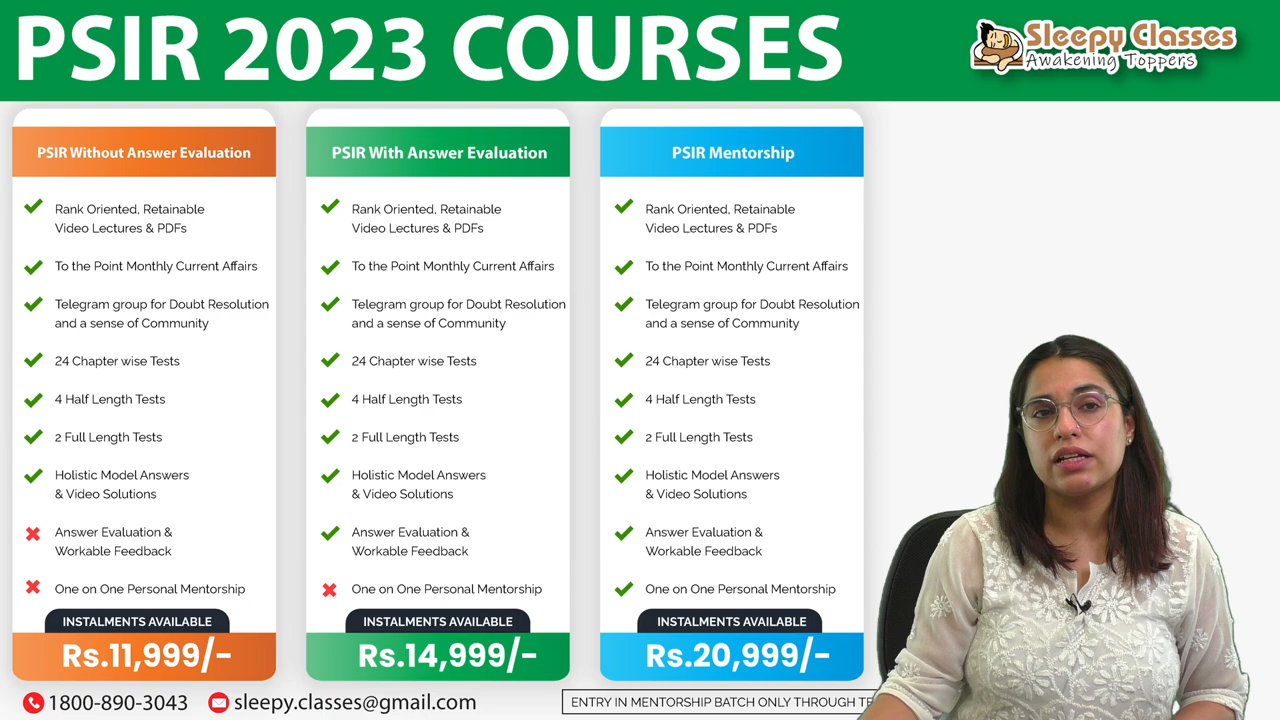 PSIR 2023 COURSES
Sleepy Classes
Awakening Toppers
PSIR Without Answer Evaluation
Rank Oriented, Retainable
Video Lectures & PDFs
To the Point Monthly Current Affairs
Telegram group for Doubt Resolution
and a sense of Community
24 Chapter wise Tests
4 Half Length Tests
2 Full Length Tests
Holistic Model Answers
& Video Solutions
Answer Evaluation &
Workable Feedback
One on One Personal Mentorship
INSTALMENTS AVAILABLE
Rs.11,999/-
PSIR With Answer Evaluation
Rank Oriented, Retainable
Video Lectures & PDFs
To the Point Monthly Current Affairs
Telegram group for Doubt Resolution
and a sense of Community
24 Chapter wise Tests
4 Half Length Tests
2 Full Length Tests
Holistic Model Answers
& Video Solutions
Answer Evaluation &
Workable Feedback
One on One Personal Mentorship
INSTALMENTS AVAILABLE
Rs.14,999/-
PSIR Mentorship
Rank Oriented, Retainable
Video Lectures & PDFs
To the Point Monthly Current Affairs
Telegram group for Doubt Resolution
and a sense of Community
24 Chapter wise Tests
4 Half Length Tests
2 Full Length Tests
Holistic Model Answers
& Video Solutions
Answer Evaluation &
Workable Feedback
One on One Personal Mentorship
INSTALMENTS AVAILABLE
Rs.20,999/-
1800-890-3043
sleepy.classes@gmail.com
ENTRY IN MENTORSHIP BATCH ONLY THROUGH